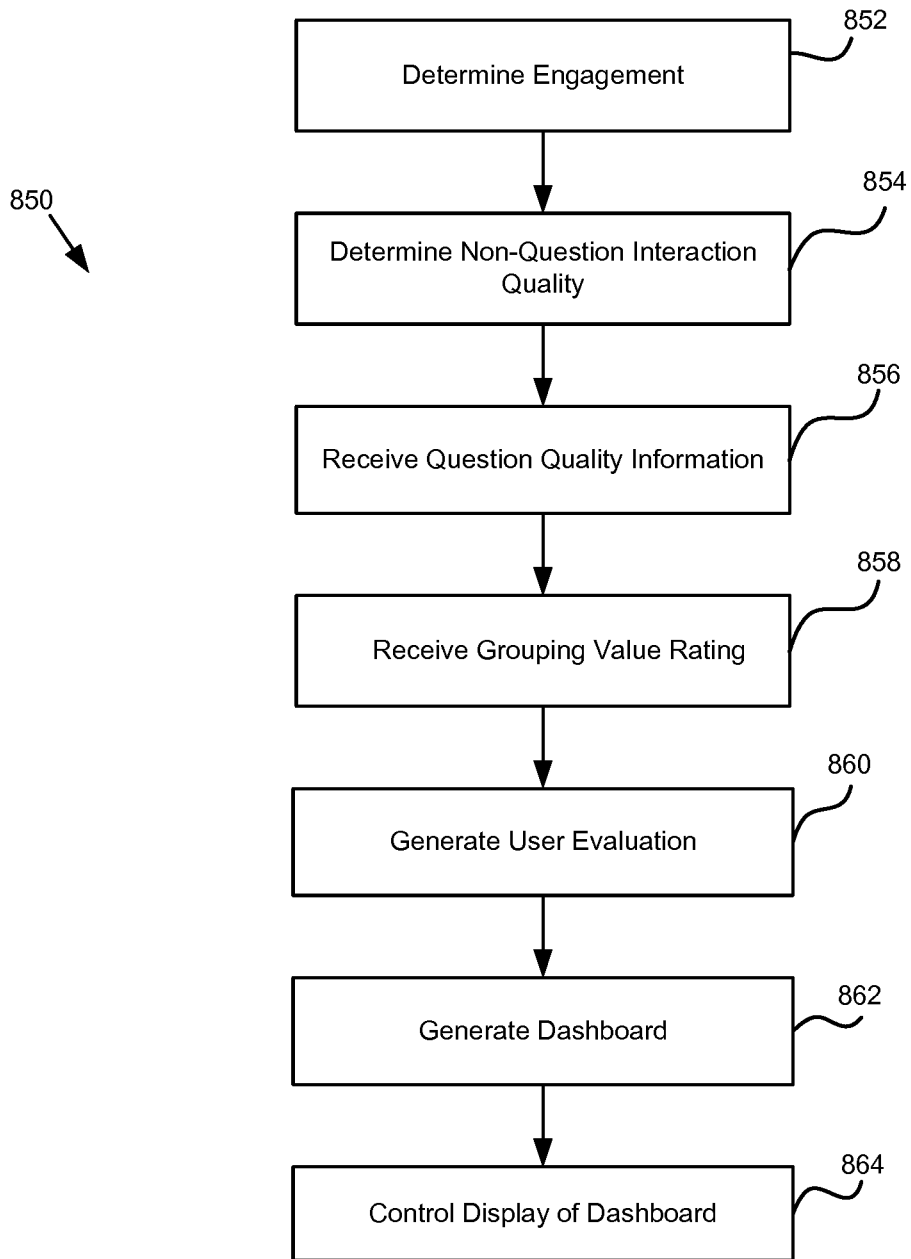 852
Determine Engagement
850
854
Determine Non-Question Interaction
Quality
856
Receive Question Quality Information
858
Receive Grouping Value Rating
860
Generate User Evaluation
862
Generate Dashboard
864
Control Display of Dashboard